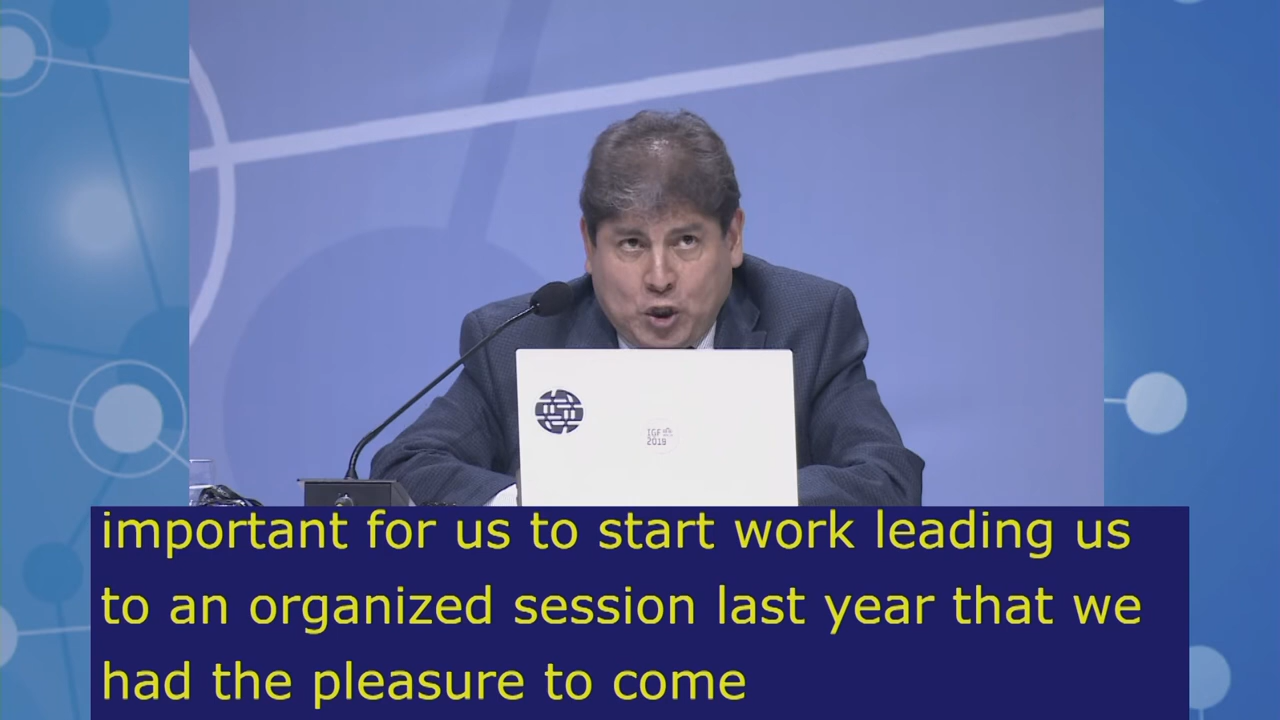 IGF
2019
important for us to start work leading us
to an organized session last year that we
had the pleasure to come